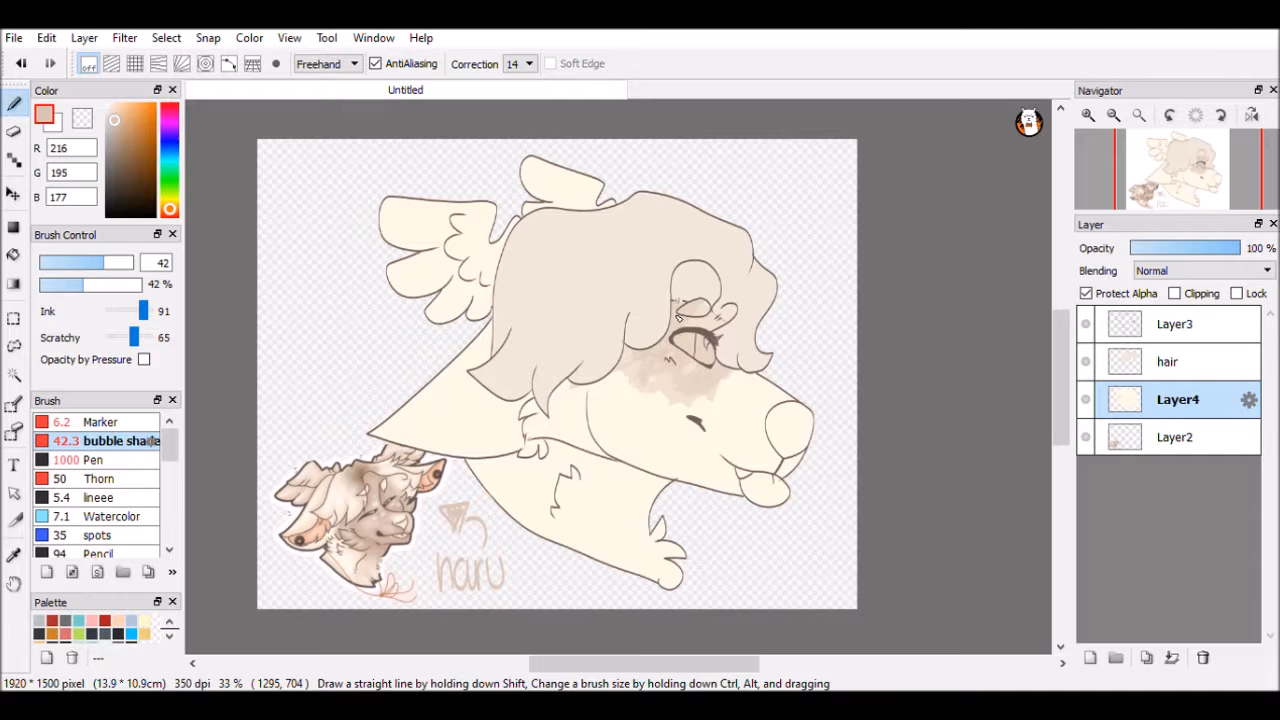 File Edit Layer Filter Select Snap Color View Tool Window Help
off Freehand AntiAliasing Correction 14 Soft Edge
Color
Untitled
Navigator
R 216
G 195
B 177
Brush Control
42
42 %
Ink 91
Scratchy 65
Opacity by Pressure
Brush
6.2 Marker
42.3 bubble shade
1000 Pen
50 Thorn
5.4 lineee
7.1 Watercolor
35 spots
94 Pencil
Palette
Layer
Opacity 100 %
Blending Normal
Protect Alpha Clipping Lock
Layer3
hair
Layer4
Layer2
haru
haru
1920 * 1500 pixel (13.9 * 10.9cm) 350 dpi 33 % ( 1295, 704 ) Draw a straight line by holding down Shift, Change a brush size by holding down Ctrl, Alt, and dragging